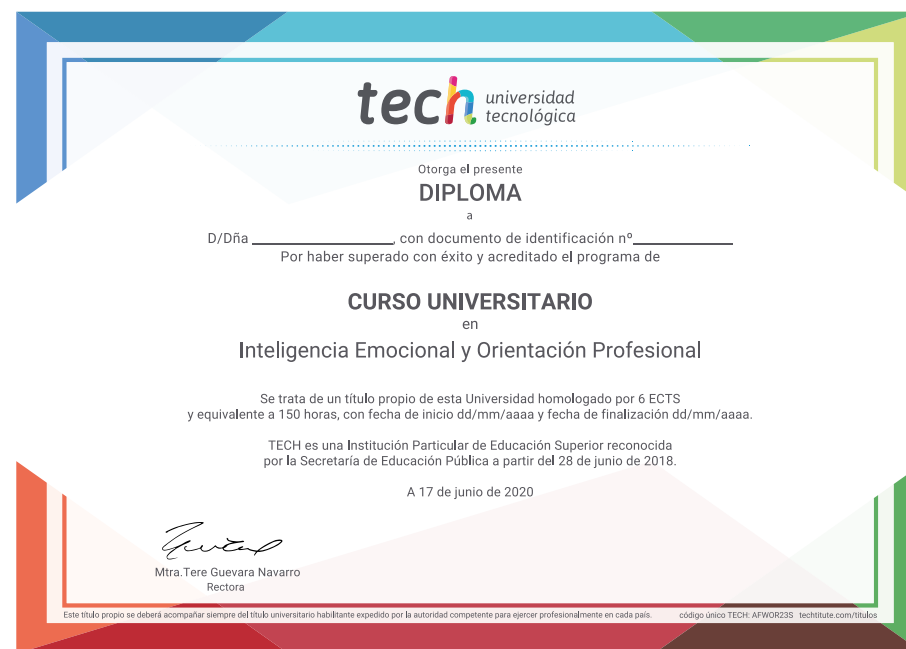 tech universidad
tecnológica
Otorga el presente
DIPLOMA
a
D/Dña ____________________, con documento de identificación nº______________
Por haber superado con éxito y acreditado el programa de
CURSO UNIVERSITARIO
en
Inteligencia Emocional y Orientación Profesional
Se trata de un título propio de esta Universidad homologado por 6 ECTS
y equivalente a 150 horas, con fecha de inicio dd/mm/aaaa y fecha de finalización dd/mm/aaaa.
TECH es una Institución Particular de Educación Superior reconocida
por la Secretaría de Educación Pública a partir del 28 de junio de 2018.
A 17 de junio de 2020
Mtra.Tere Guevara Navarro
Rectora
Este título propio se deberá acompañar siempre del título universitario habilitante expedido por la autoridad competente para ejercer profesionalmente en cada país. código único TECH: AFWOR23S techtitute.com/titulos